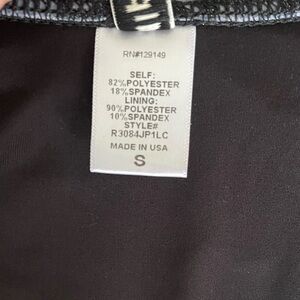 RN#129149
SELF:
82%POLYESTER
18%SPANDEX
LINING:
90%POLYESTER
10%SPANDEX
STYLE#
R3084JP1LC
MADE IN USA
S